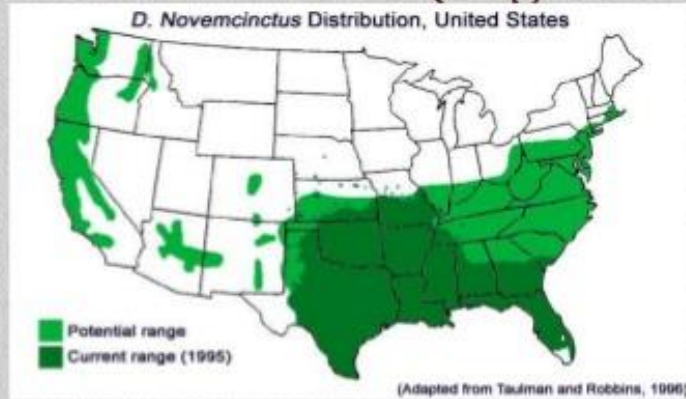 D. Novemcinctus Distribution, United States
Potential range
Current range (1995)
(Adapted from Taulman and Robbins, 1996)